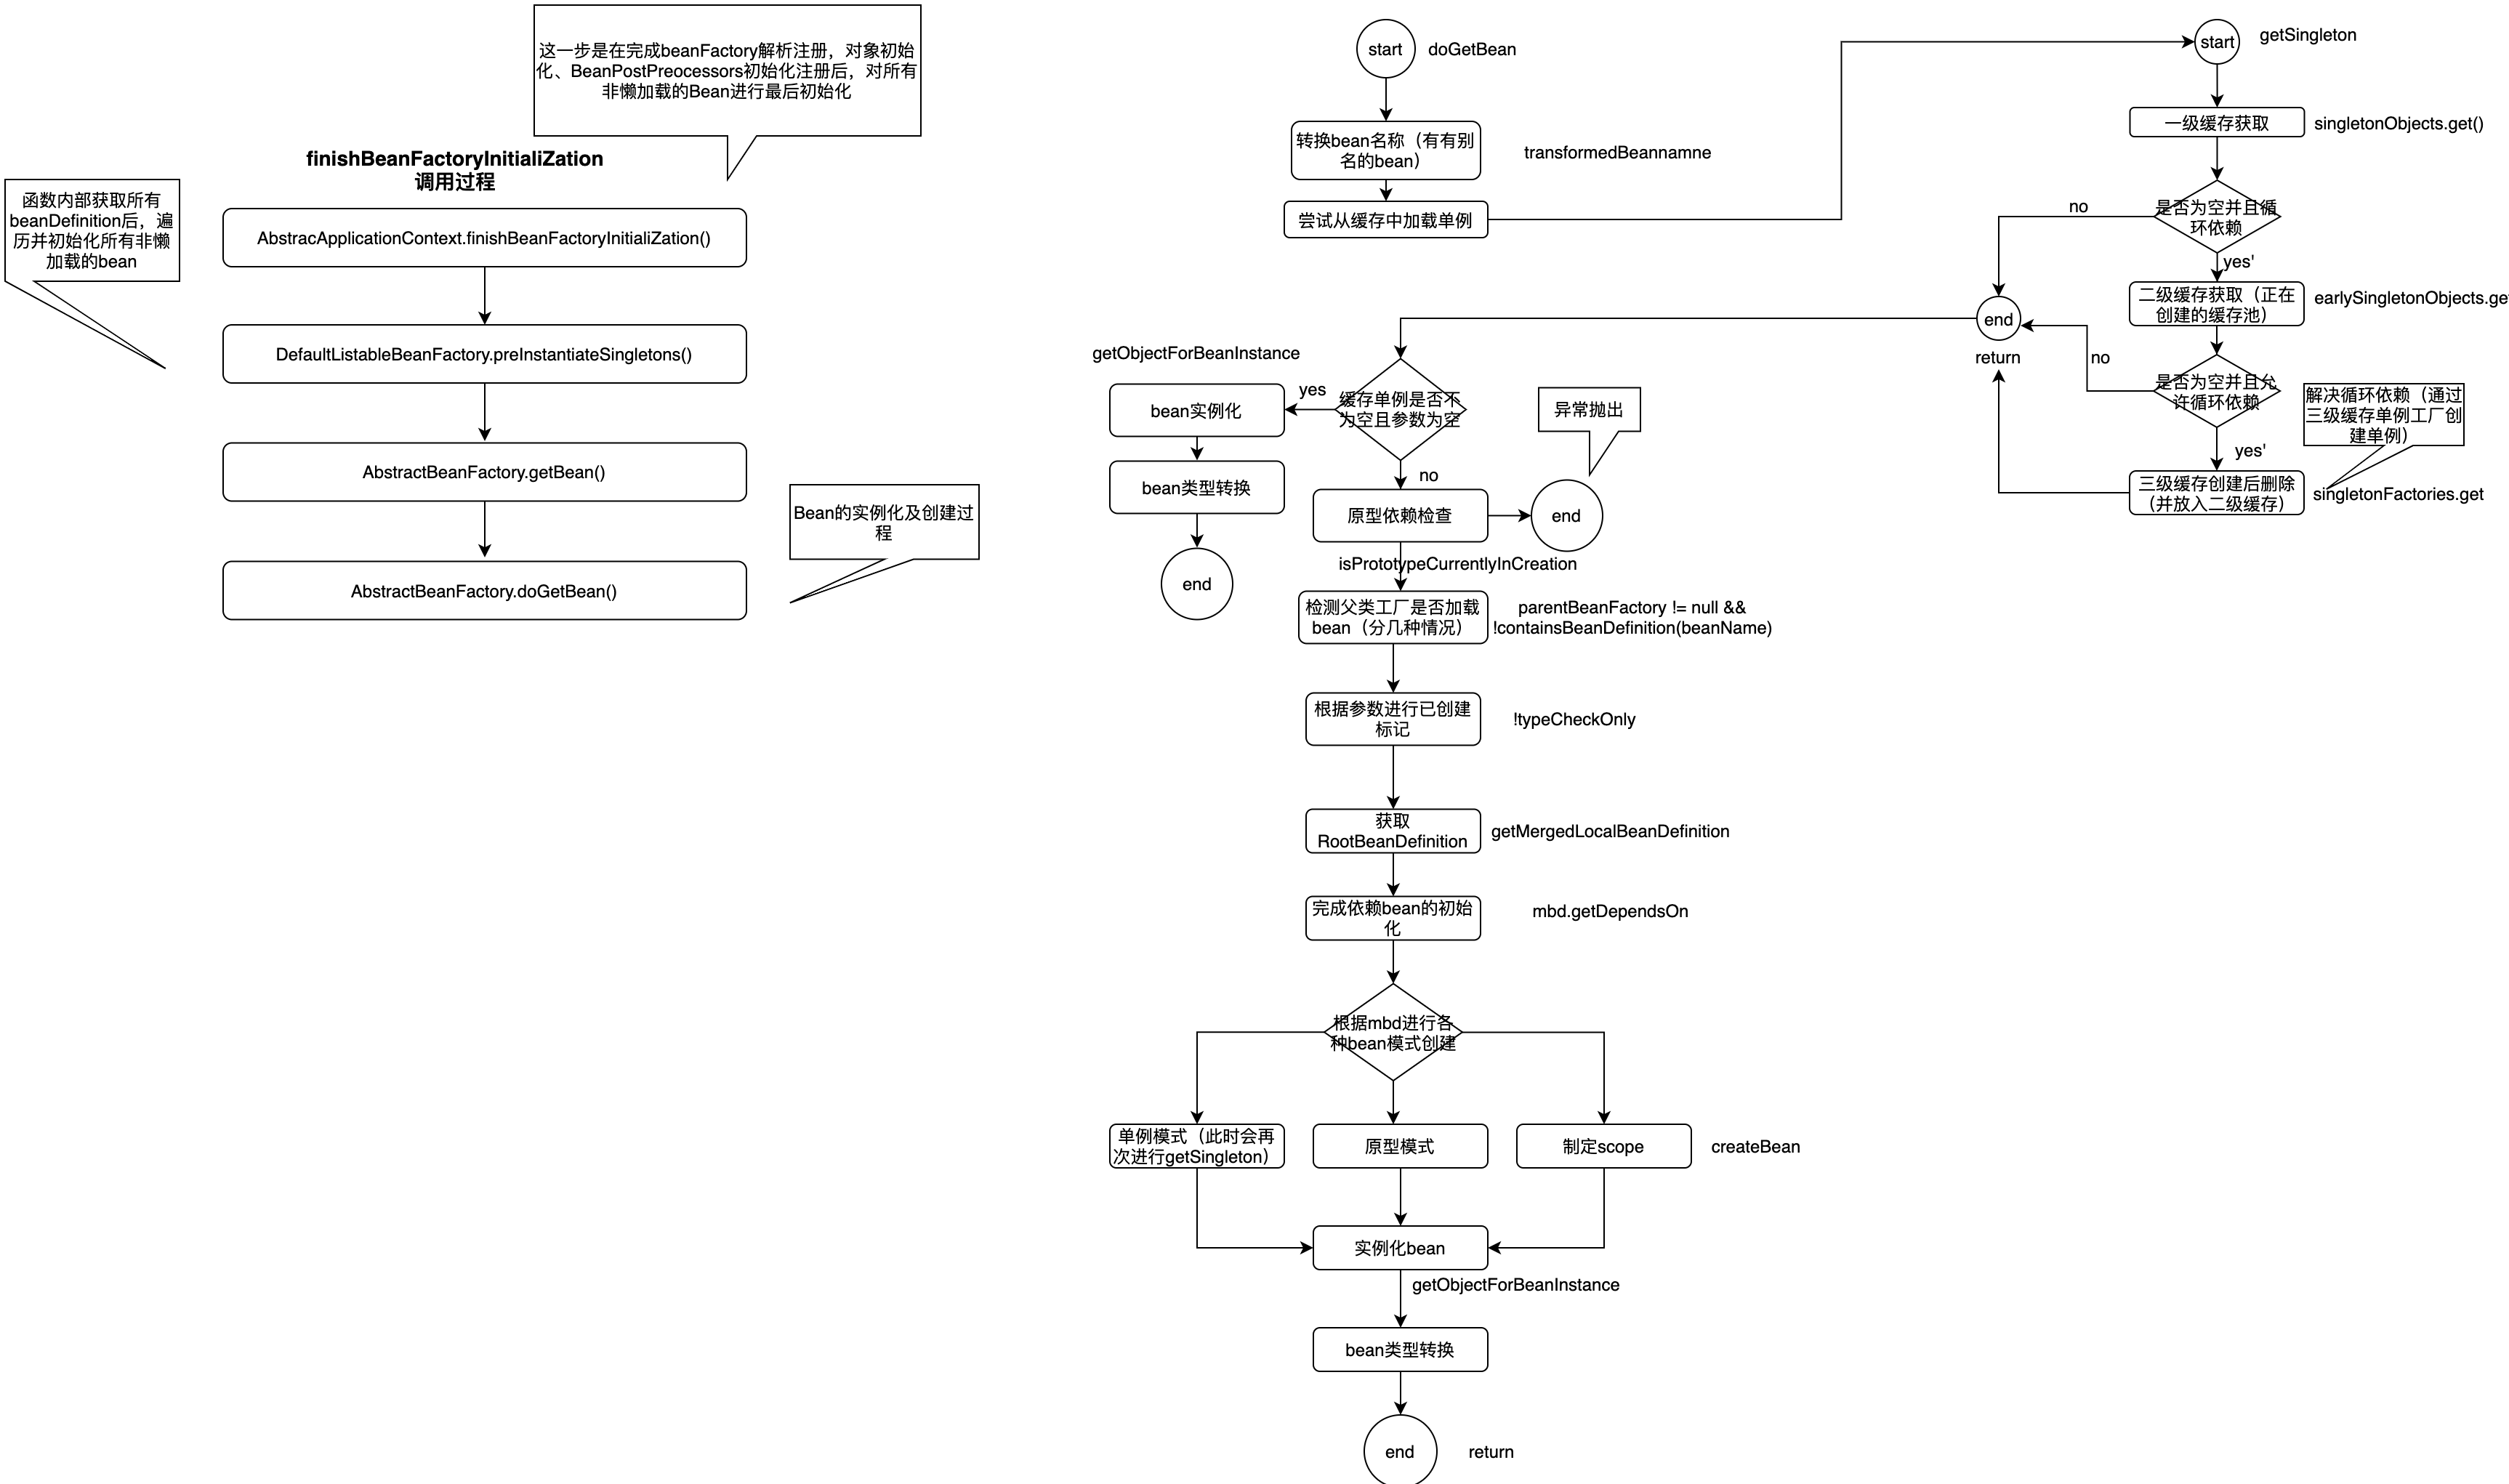 这一步是在完成beanFactory解析注册，对象初始
化、BeanPostPreocessors初始化注册后，对所有
非懒加载的Bean进行最后初始化
finishBeanFactoryInitialiZation
调用过程
函数内部获取所有
beanDefinition后，遍
历并初始化所有非懒
加载的bean
AbstracApplicationContext.finishBeanFactoryInitialiZation()
DefaultListableBeanFactory.preInstantiateSingletons()
AbstractBeanFactory.getBean()
Bean的实例化及创建过
程
AbstractBeanFactory.doGetBean()
start
doGetBean
转换bean名称（有有别
名的bean）
transformedBeannamne
尝试从缓存中加载单例
start
getSingleton
一级缓存获取
singletonObjects.get()
是否为空并且循
环依赖
no
yes'
二级缓存获取（正在
创建的缓存池）
earlySingletonObjects.ge
end
return
no
是否为空并且允
许循环依赖
yes'
解决循环依赖（通过
三级缓存单例工厂创
建单例）
三级缓存创建后删除
（并放入二级缓存）
singletonFactories.get
getObjectForBeanInstance
缓存单例是否不
为空且参数为空
yes
bean实例化
bean类型转换
end
no
异常抛出
原型依赖检查
end
isPrototypeCurrentlyInCreation
检测父类工厂是否加载
bean（分几种情况）
parentBeanFactory != null &&
!containsBeanDefinition(beanName)
根据参数进行已创建
标记
!typeCheckOnly
获取
RootBeanDefinition
getMergedLocalBeanDefinition
完成依赖bean的初始
化
mbd.getDependsOn
根据mbd进行各
种bean模式创建
单例模式（此时会再
次进行getSingleton）
原型模式
制定scope
createBean
实例化bean
getObjectForBeanInstance
bean类型转换
end
return